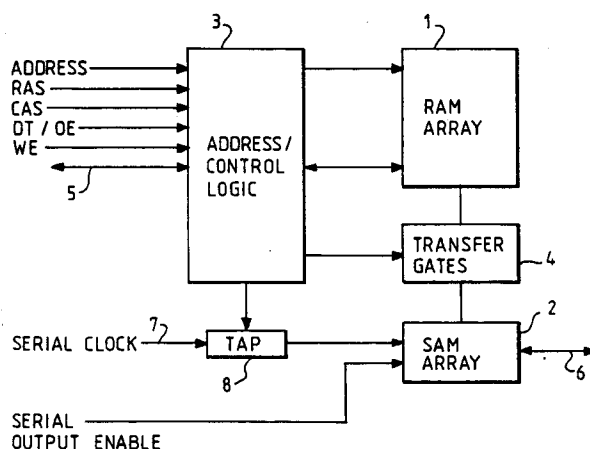 3
1
ADDRESS
RAS
CAS
DT / OE
WE
5
ADDRESS/
CONTROL
LOGIC
RAM
ARRAY
TRANSFER
GATES
4
2
SERIAL CLOCK
7
TAP
8
SAM
ARRAY
6
SERIAL
OUTPUT ENABLE